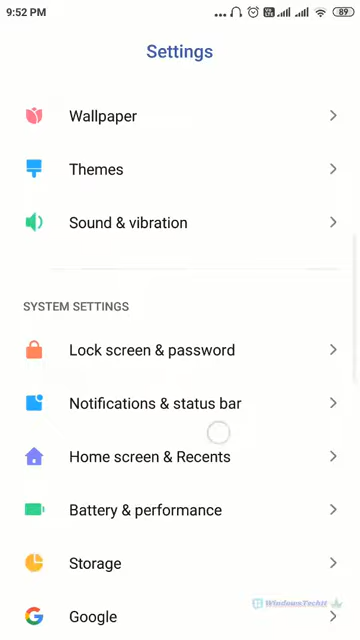 9:52 PM
89
Settings
Wallpaper
Themes
Sound & vibration
SYSTEM SETTINGS
Lock screen & password
Notifications & status bar
Home screen & Recents
Battery & performance
Storage
WindowsTechIt
Google